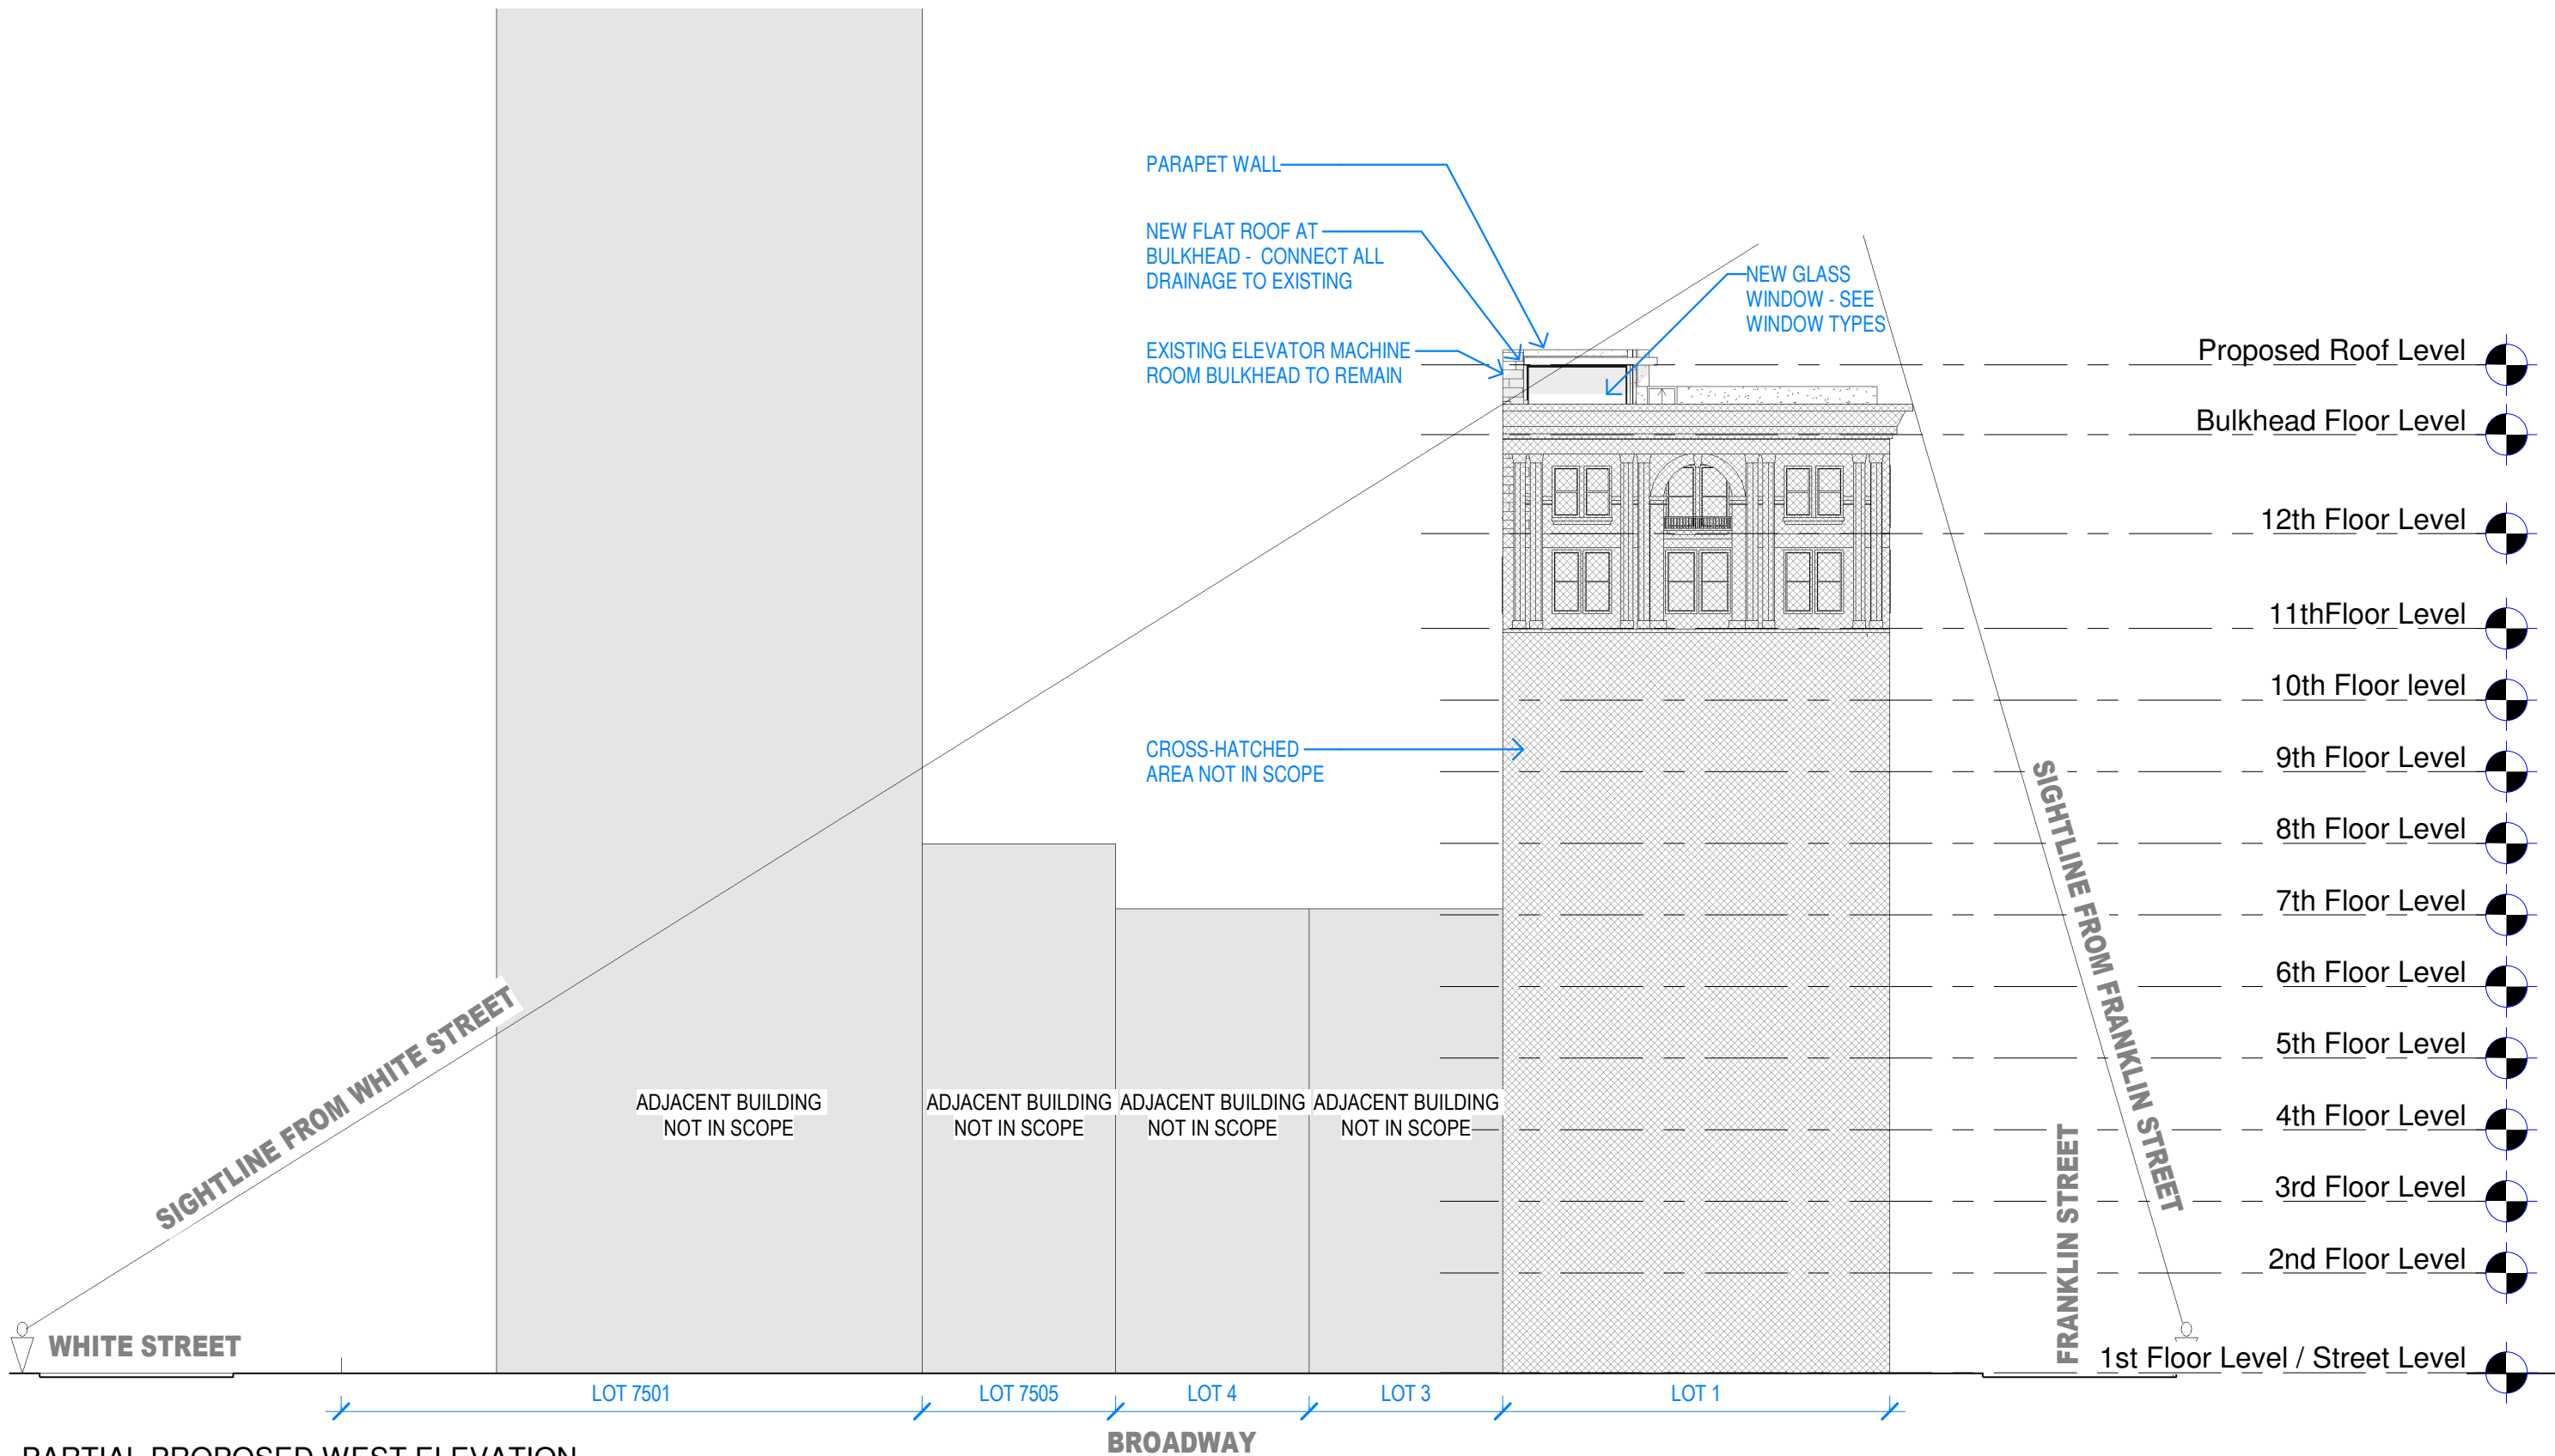 PARAPET WALL
NEW FLAT ROOF AT
BULKHEAD - CONNECT ALL
DRAINAGE TO EXISTING
EXISTING ELEVATOR MACHINE
ROOM BULKHEAD TO REMAIN
NEW GLASS
WINDOW - SEE
WINDOW TYPES
CROSS-HATCHED
AREA NOT IN SCOPE
Proposed Roof Level
Bulkhead Floor Level
12th Floor Level
11thFloor Level
10th Floor level
9th Floor Level
8th Floor Level
7th Floor Level
6th Floor Level
5th Floor Level
4th Floor Level
3rd Floor Level
2nd Floor Level
1st Floor Level / Street Level
SIGHTLINE FROM WHITE STREET
SIGHTLINE FROM FRANKLIN STREET
FRANKLIN STREET
WHITE STREET
ADJACENT BUILDING
NOT IN SCOPE
ADJACENT BUILDING
NOT IN SCOPE
ADJACENT BUILDING
NOT IN SCOPE
ADJACENT BUILDING
NOT IN SCOPE
LOT 7501
LOT 7505
LOT 4
LOT 3
LOT 1
BROADWAY
PARTIAL PROPOSED WEST ELEVATION